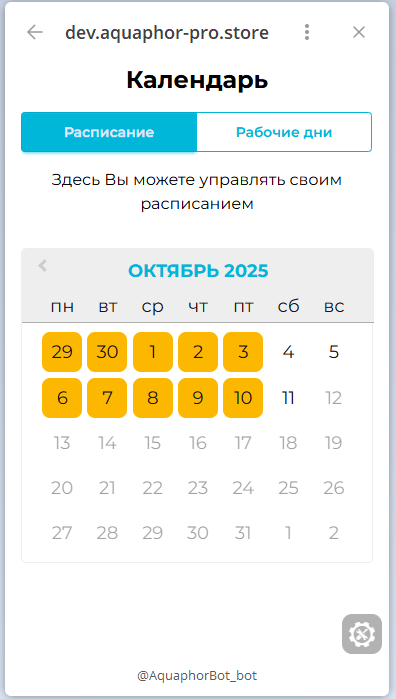 dev.aquaphor-pro.store
Календарь
Расписание Рабочие дни
Здесь Вы можете управлять своим
расписанием
ОКТЯБРЬ 2025
пн вт ср чт пт сб вс
29 30 1 2 3 4 5
6 7 8 9 10 11 12
13 14 15 16 17 18 19
20 21 22 23 24 25 26
27 28 29 30 31 1 2
@AquaphorBot_bot